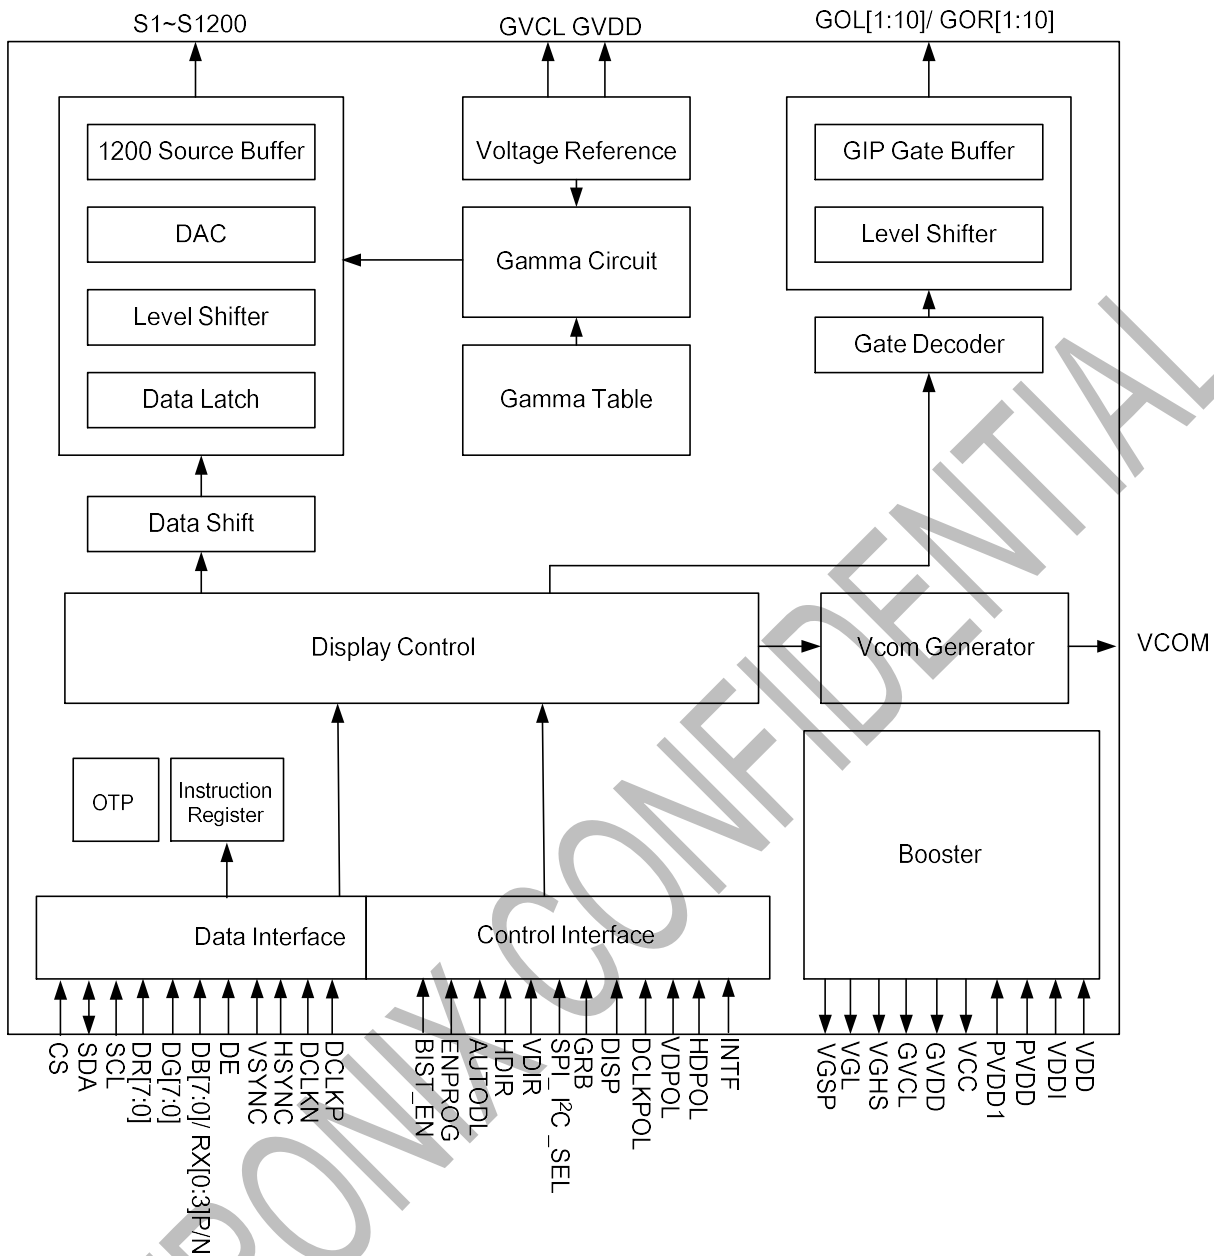 S1~S1200
GVCL GVDD
GOL[1:10]/ GOR[1:10]
1200 Source Buffer
DAC
Level Shifter
Data Latch
Data Shift
Voltage Reference
Gamma Circuit
Gamma Table
GIP Gate Buffer
Level Shifter
Gate Decoder
Display Control
Vcom Generator
VCOM
OTP
Instruction
Register
Booster
Data Interface
Control Interface
CS
SDA
SCL
DR[7:0]
DG[7:0]
DB[7:0]/ RX[0:3]P/N
DE
VSYNC
HSYNC
DCLKN
DCLKP
BIST_EN
ENPROG
AUTODL
HDIR
VDIR
SPI_I²C_SEL
GRB
DISP
DCLKPOL
VDPOL
HDPOL
INTF
VGSP
VGL
VGHS
GVCL
GVDD
VCC
PVDD1
PVDD
VDDI
VDD
CONFIDENTIAL